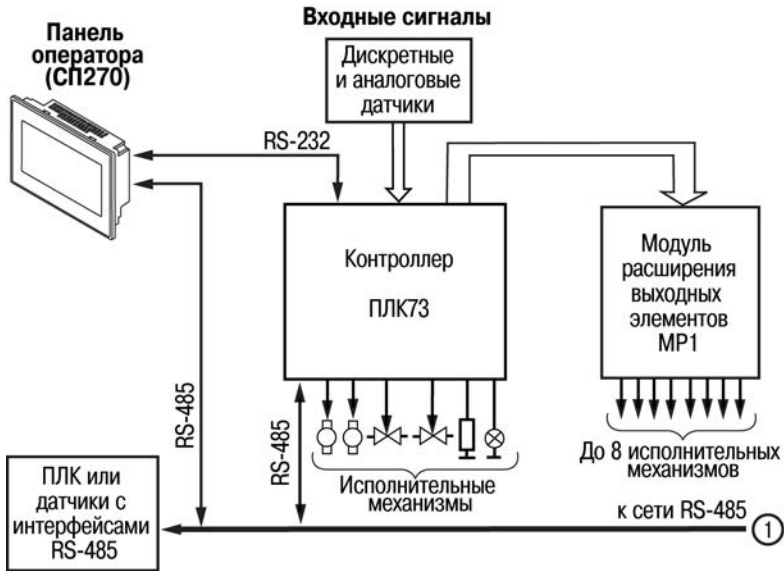 Входные сигналы
Панель
оператора
(СП270)
Дискретные
и аналоговые
датчики
RS-232
Контроллер
ПЛК73
Модуль
расширения
выходных
элементов
МР1
RS-485
RS-485
Исполнительные
механизмы
До 8 исполнительных
механизмов
ПЛК или
датчики с
интерфейсами
RS-485
к сети RS-485
1